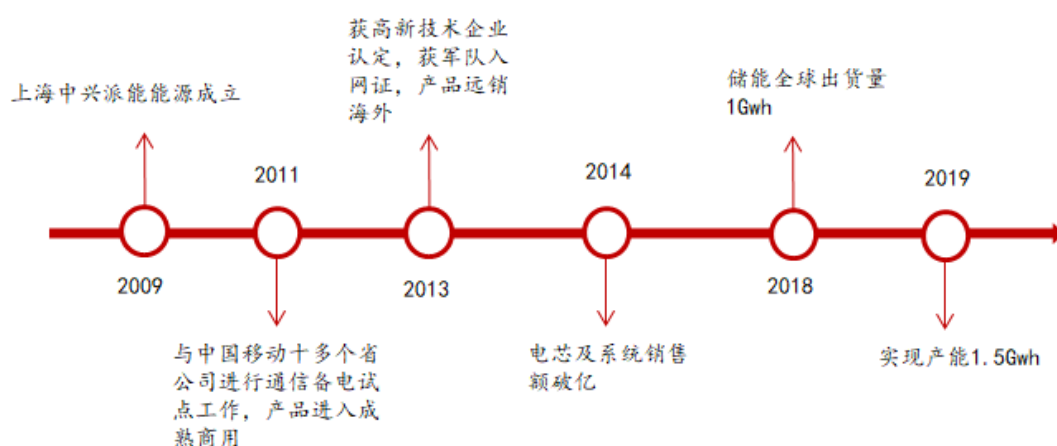 上海中兴派能能源成立
2009
2011
与中国移动十多个省
公司进行通信备电试
点工作，产品进入成
熟商用
获高新技术企业
认定，获军队入
网证，产品远销
海外
2013
2014
电芯及系统销售
额破亿
储能全球出货量
1Gwh
2018
2019
实现产能1.5Gwh